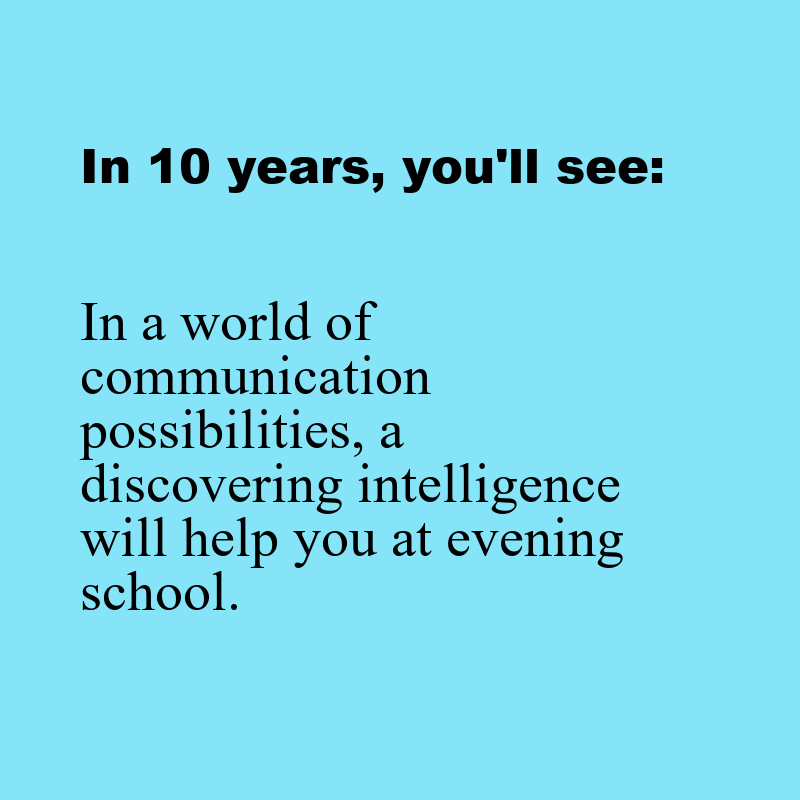 In 10 years, you'll see:
In a world of
communication
possibilities, a
discovering intelligence
will help you at evening
school.